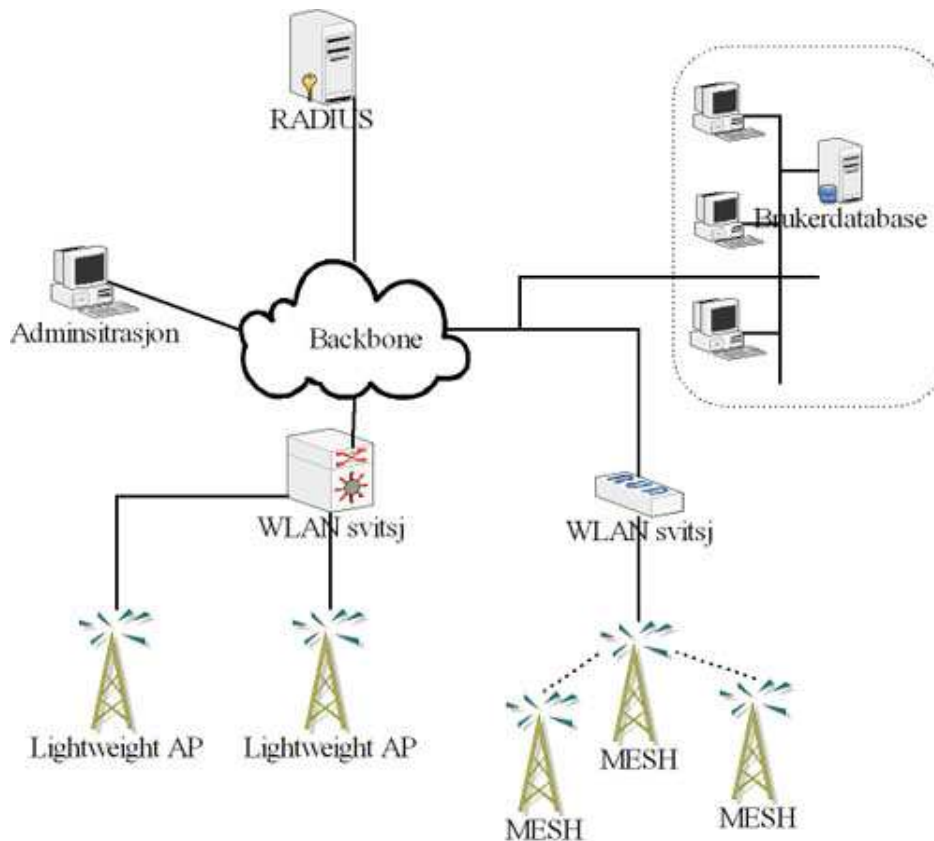 RADIUS
Brukerdatabase
Adminsitrasjon
Backbone
WLAN svitsj
WLAN svitsj
Lightweight AP
Lightweight AP
MESH
MESH
MESH